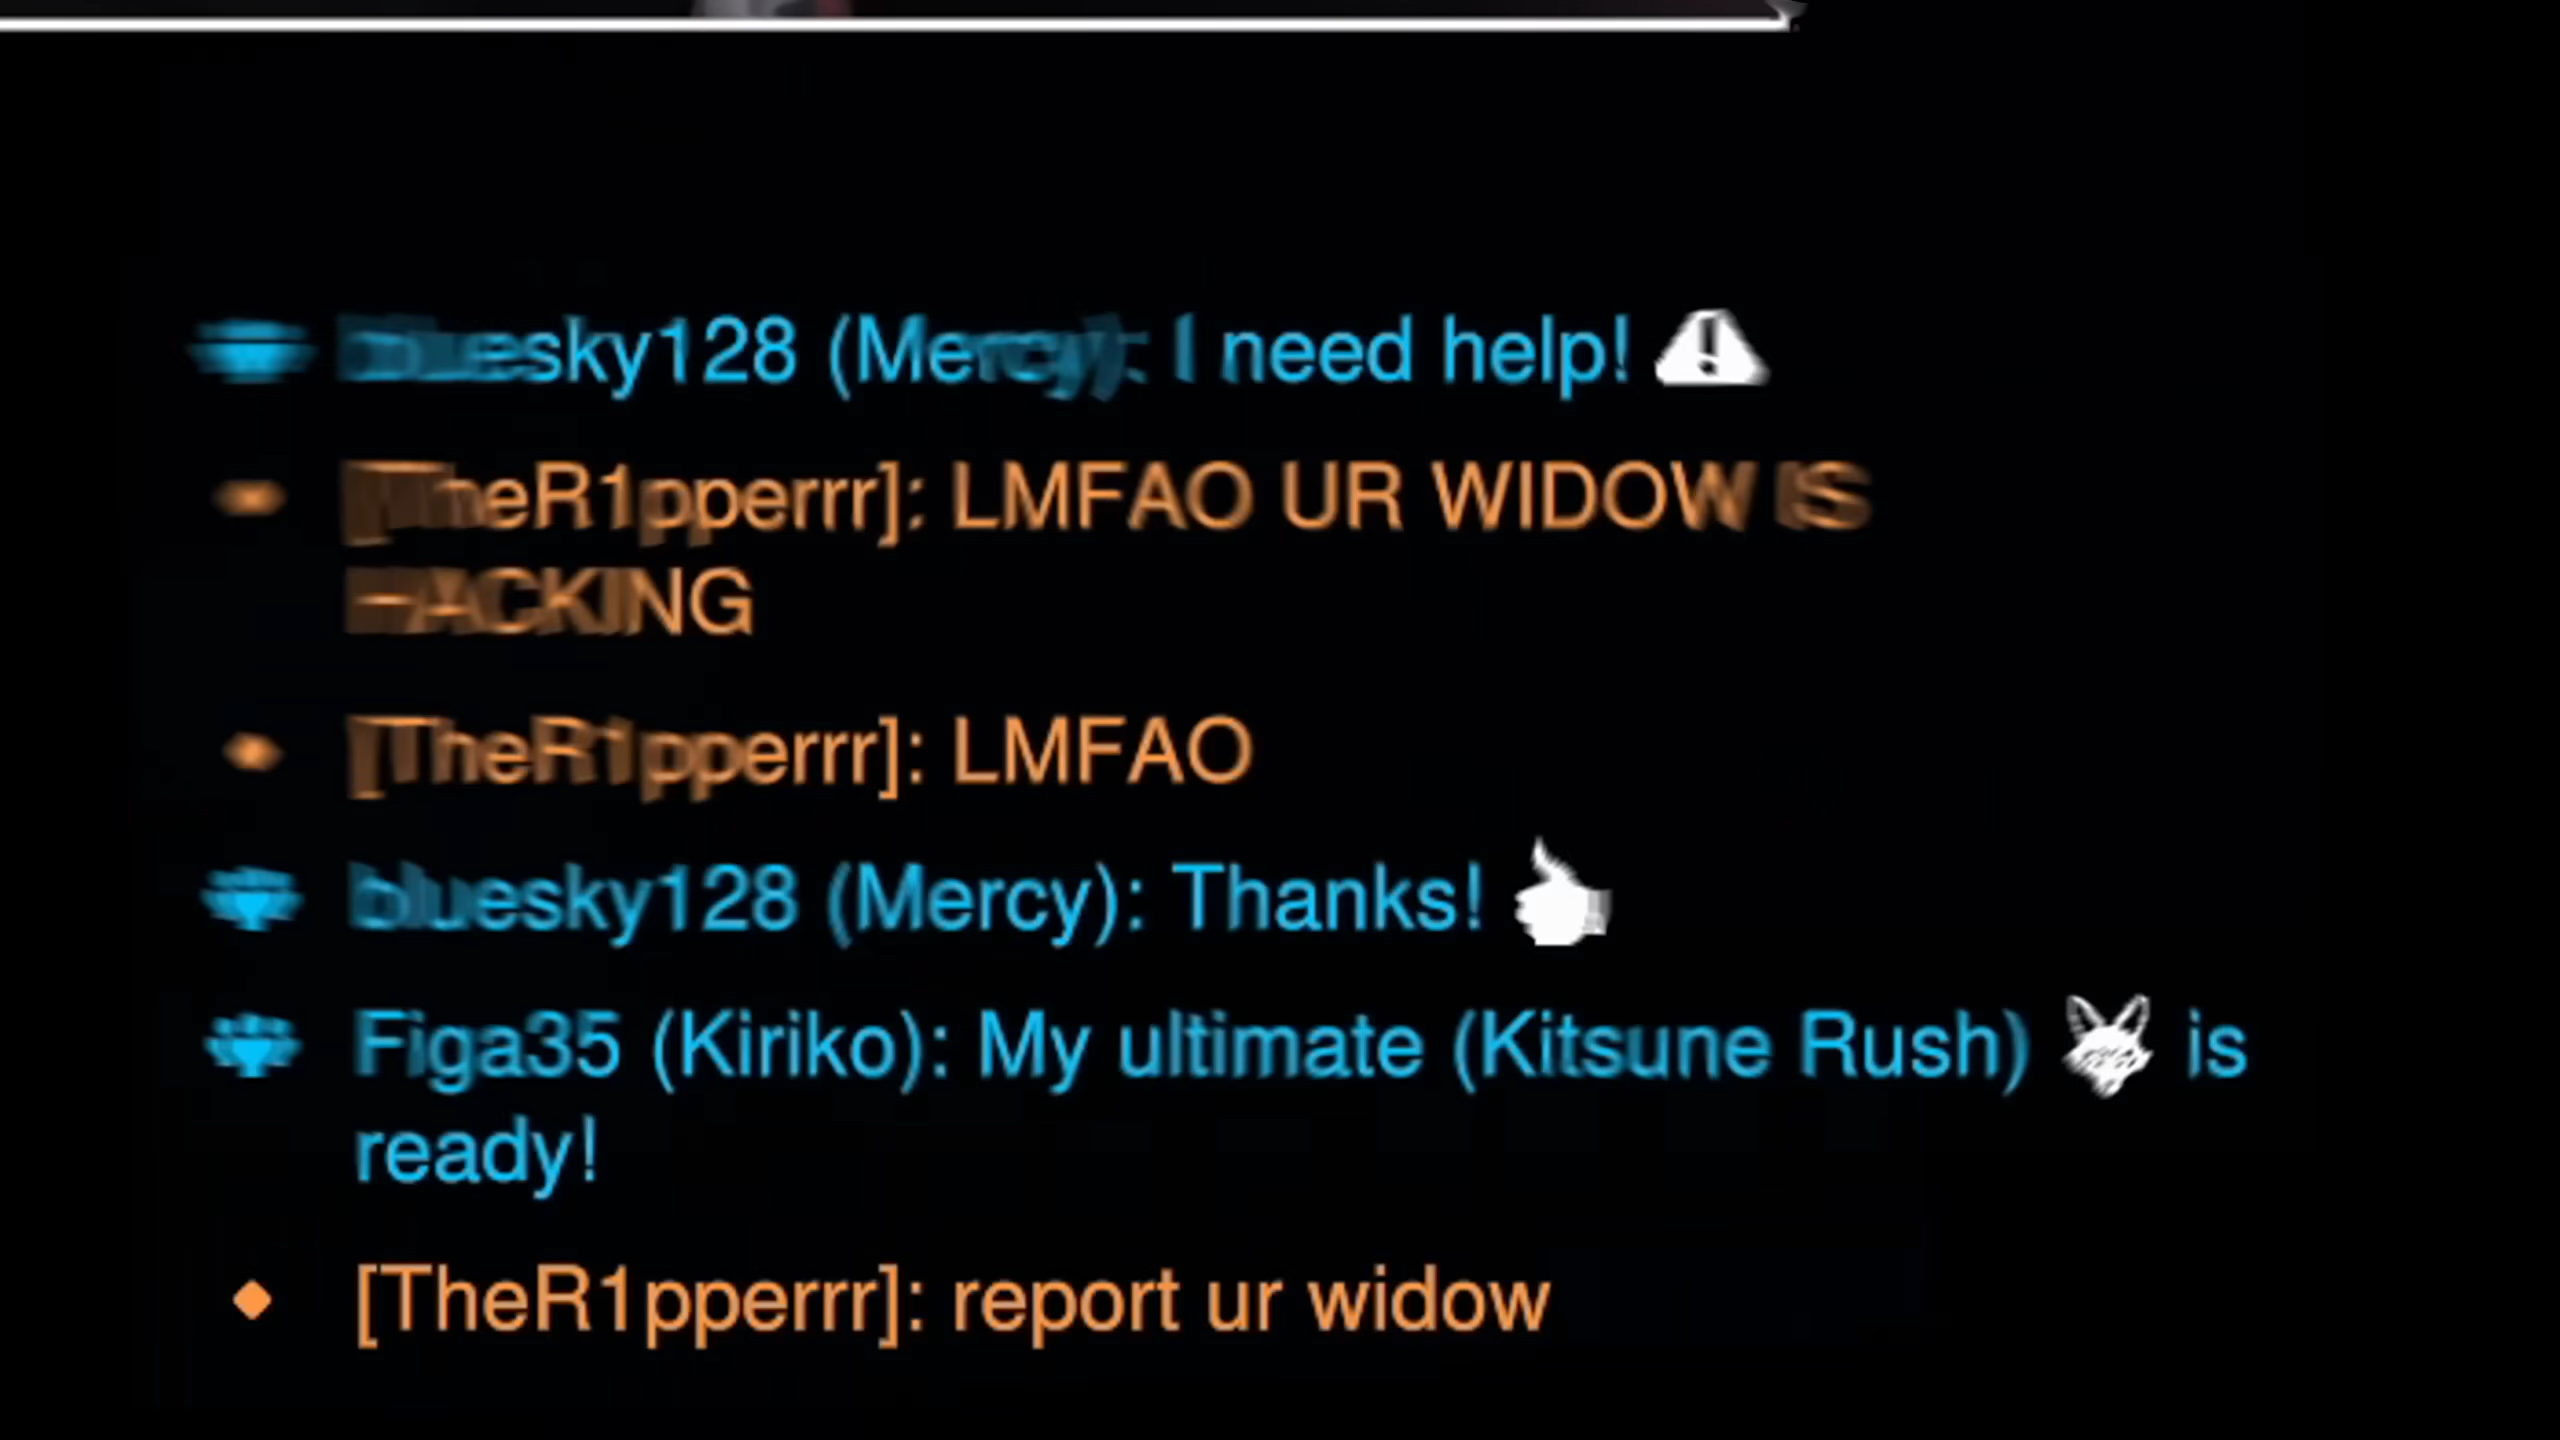 bluesky128 (Mercy): I need help!
[TheR1pperrr]: LMFAO UR WIDOW IS
HACKING
[TheR1pperrr]: LMFAO
bluesky128 (Mercy): Thanks!
Figa35 (Kiriko): My ultimate (Kitsune Rush) is
ready!
[TheR1pperrr]: report ur widow